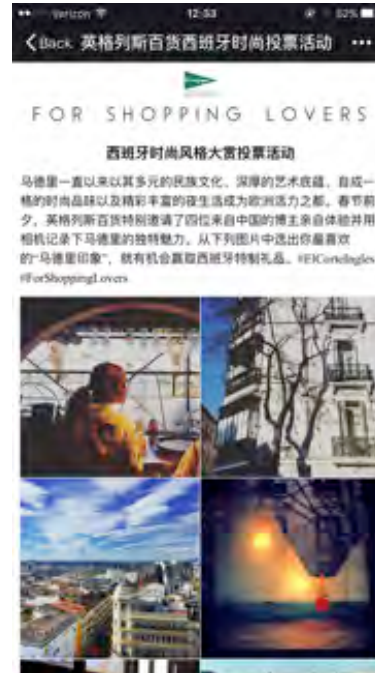 Verizon 12:53 52%
Back 英格列斯百货西班牙时尚投票活动 •••
FOR SHOPPING LOVERS
西班牙时尚风格大赏投票活动
马德里一直以来以其多元的民族文化、深厚的艺术底蕴、自成一
格的时尚品味以及精彩丰富的夜生活成为欧洲活力之都。春节前
夕，英格列斯百货特别邀请了四位来自中国的博主亲自体验并用
相机记录下马德里的独特魅力。从下列图片中选出你最喜欢
的“马德里印象”，就有机会赢取西班牙特制礼品。#ElCorteIngles
#ForShoppingLovers